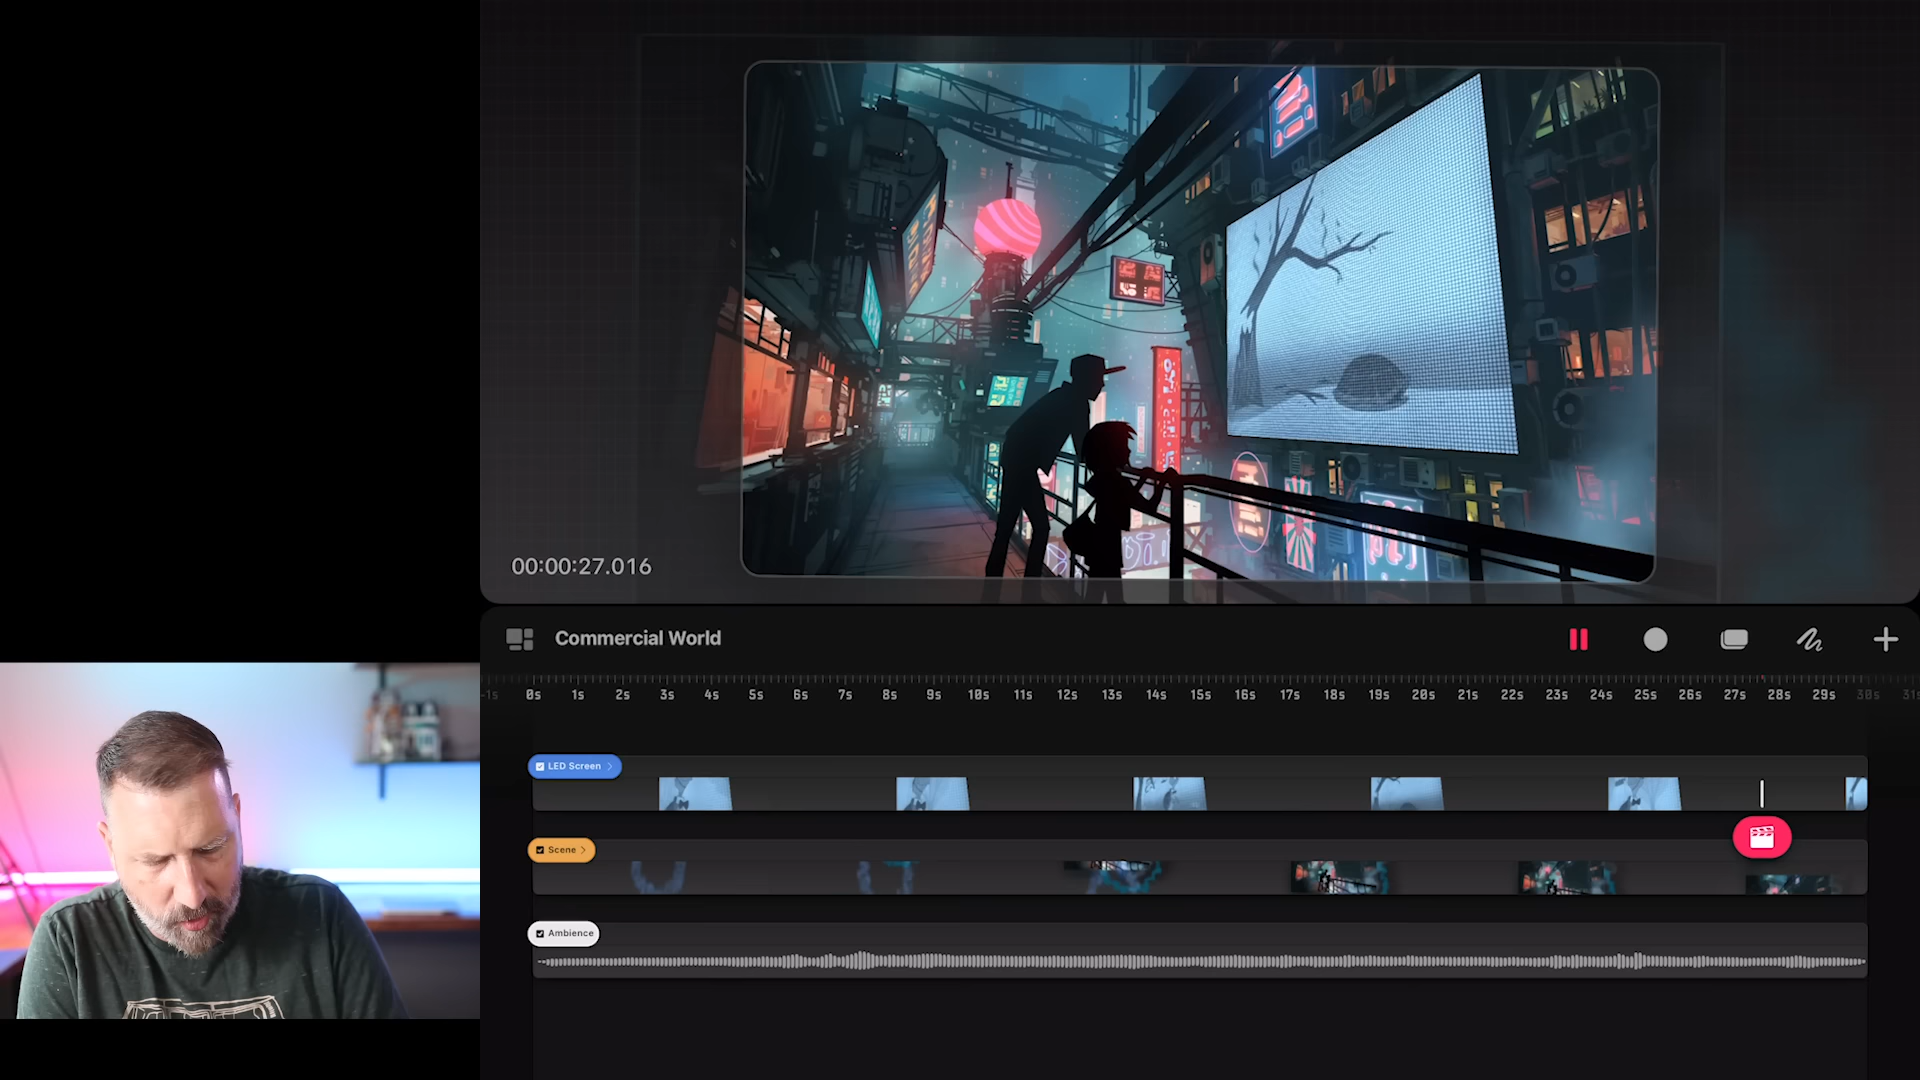 00:00:27.016
Commercial World
-1s 0s 1s 2s 3s 4s 5s 6s 7s 8s 9s 10s 11s 12s 13s 14s 15s 16s 17s 18s 19s 20s 21s 22s 23s 24s 25s 26s 27s 28s 29s 30s 31s
LED Screen
Scene
Ambience